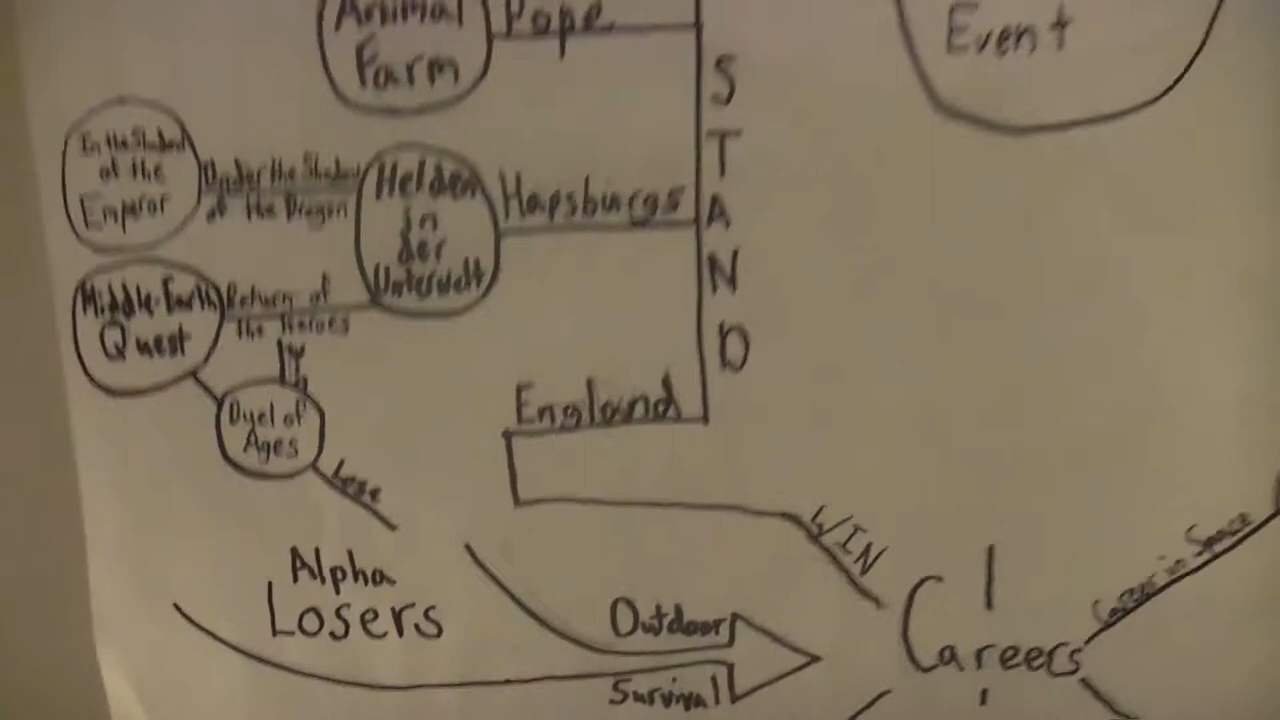 Animal
Farm
Pope
Event
STAND
In the Shadow
of the
Emperor
Under the Shadow
of the Dragon
Helden
in
der
Unterwelt
Hapsburgs
Middle-Earth
Quest
Return of
The Heroes
Duel of
Ages
Lose
England
WIN
Alpha
Losers
Outdoor
Survival
Careers
Career in Space